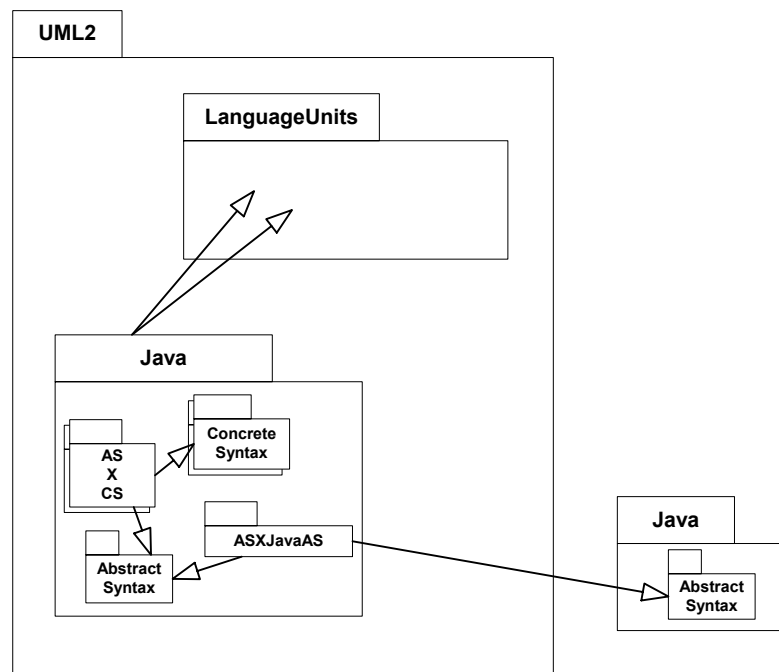 UML2
LanguageUnits
Java
Concrete
Syntax
AS
X
CS
ASXJavaAS
Abstract
Syntax
Java
Abstract
Syntax